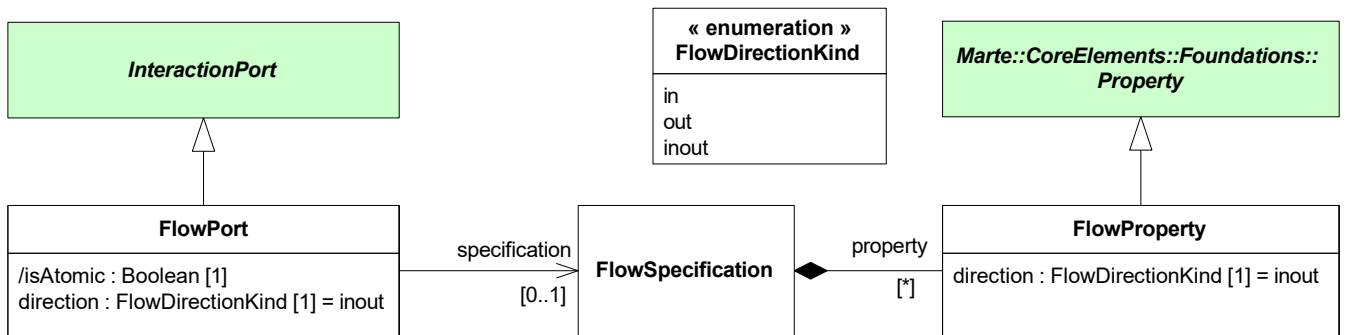 InteractionPort
« enumeration »
FlowDirectionKind
in
out
inout
Marte::CoreElements::Foundations::
Property
FlowPort
/isAtomic : Boolean [1]
direction : FlowDirectionKind [1] = inout
specification
[0..1]
FlowSpecification
property
[*]
FlowProperty
direction : FlowDirectionKind [1] = inout